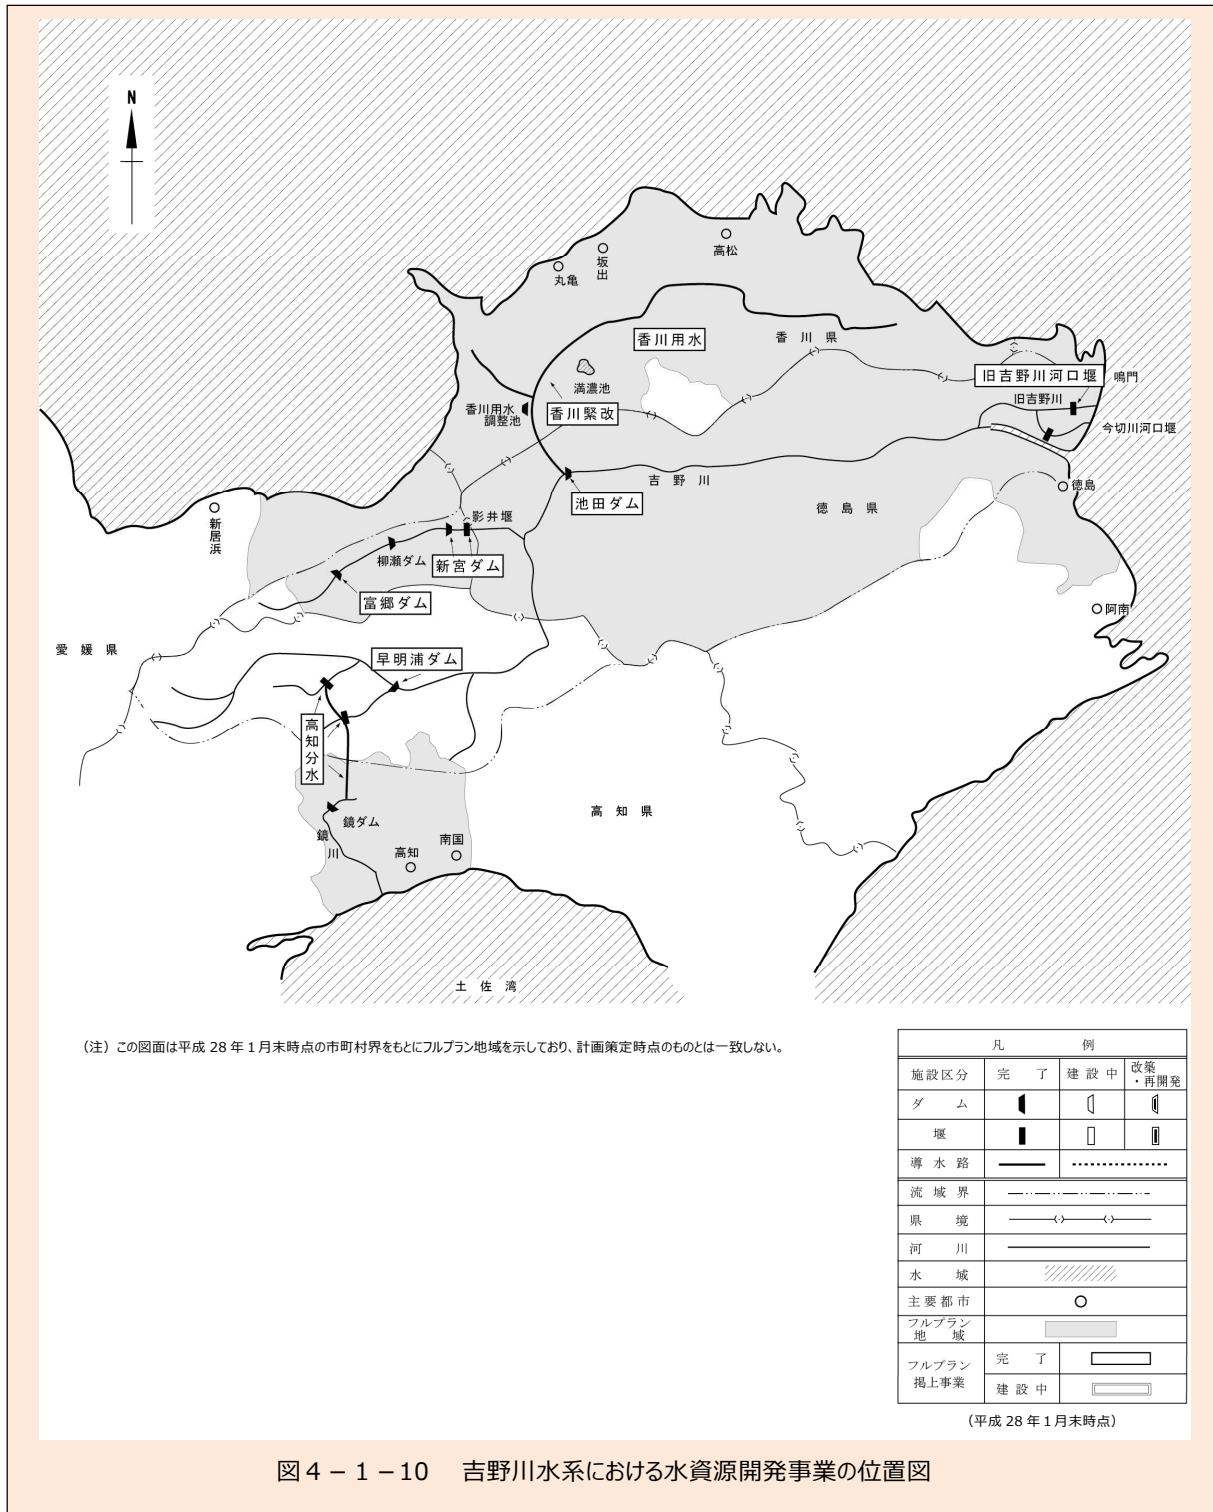 N
高松
坂出
丸亀
香川用水
香川県
満濃池
旧吉野川河口堰
鳴門
旧吉野川
今切川河口堰
香川用水
調整池
香川緊改
吉野川
池田ダム
徳島
徳島県
新居浜
影井堰
柳瀬ダム
新宮ダム
富郷ダム
阿南
愛媛県
早明浦ダム
高知分水
高知県
鏡ダム
鏡川
南国
高知
土佐湾
（注）この図面は平成 28 年 1 月末時点の市町村界をもとにフルプラン地域を示しており、計画策定時点のものとは一致しない。
凡例
施設区分 完了 建設中 改築・再開発
ダム
堰
導水路
流域界
県境
河川
水域
主要都市
フルプラン
地域
フルプラン
掲上事業
完了
建設中
（平成 28 年 1 月末時点）
図４－１－10 吉野川水系における水資源開発事業の位置図